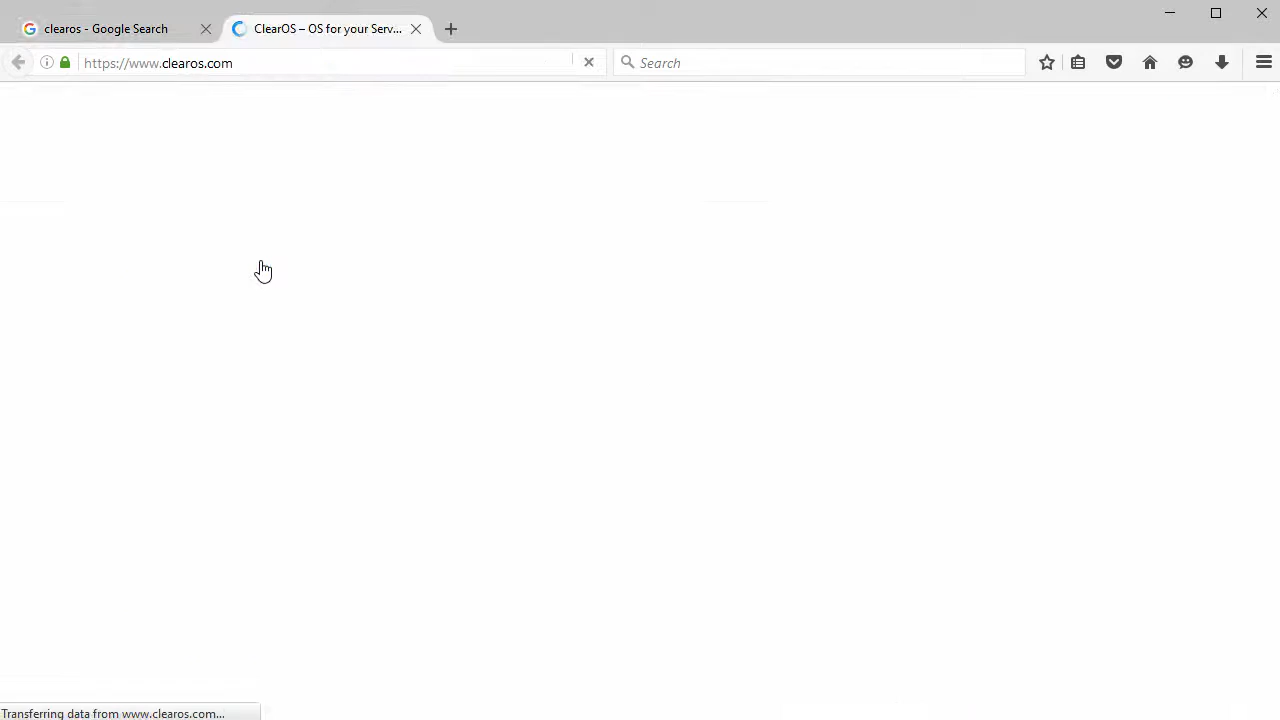 clearos - Google Search
ClearOS – OS for your Serv...
https://www.clearos.com
Search
Transferring data from www.clearos.com...